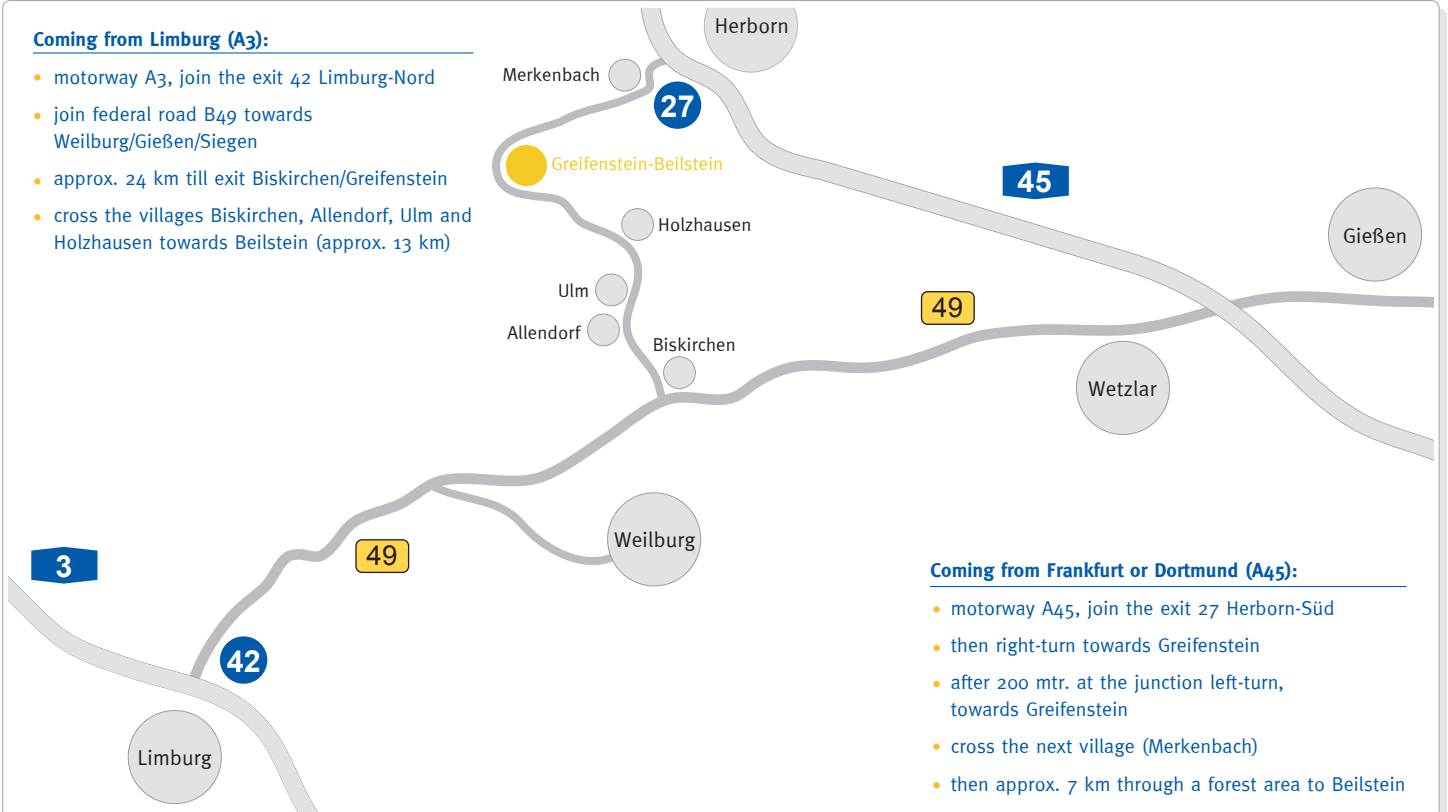 Coming from Limburg (A3):
• motorway A3, join the exit 42 Limburg-Nord
• join federal road B49 towards
Weilburg/Gießen/Siegen
• approx. 24 km till exit Biskirchen/Greifenstein
• cross the villages Biskirchen, Allendorf, Ulm and
Holzhausen towards Beilstein (approx. 13 km)
Herborn
Merkenbach
27
Greifenstein-Beilstein
45
Holzhausen
Gießen
Ulm
49
Allendorf
Biskirchen
Wetzlar
Weilburg
49
3
42
Limburg
Coming from Frankfurt or Dortmund (A45):
• motorway A45, join the exit 27 Herborn-Süd
• then right-turn towards Greifenstein
• after 200 mtr. at the junction left-turn,
towards Greifenstein
• cross the next village (Merkenbach)
• then approx. 7 km through a forest area to Beilstein